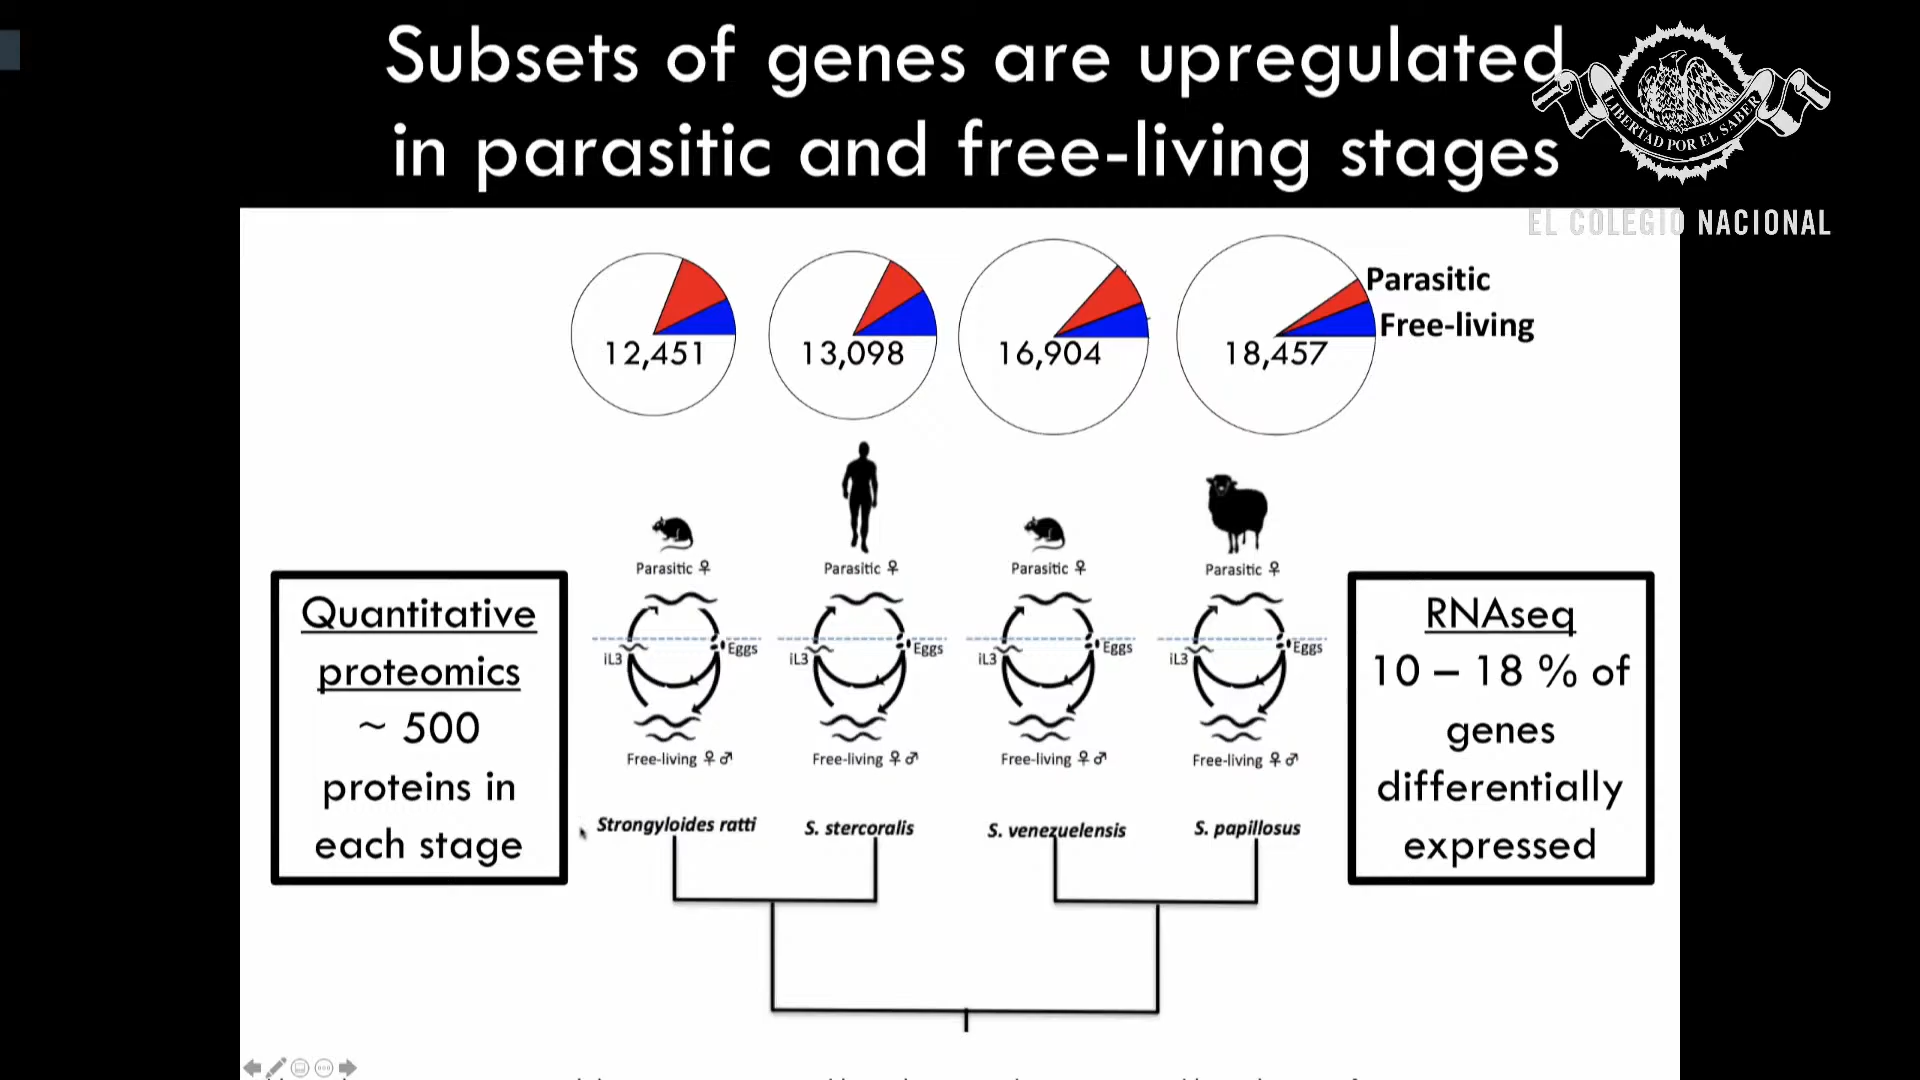 Subsets of genes are upregulated
in parasitic and free-living stages
LIBERTAD POR EL SABER
EL COLEGIO NACIONAL
Parasitic
Free-living
12,451
13,098
16,904
18,457
Parasitic ♀
Parasitic ♀
Parasitic ♀
Parasitic ♀
Quantitative
proteomics
~ 500
proteins in
each stage
iL3
Eggs
iL3
Eggs
iL3
Eggs
iL3
Eggs
Free-living ♀♂
Free-living ♀♂
Free-living ♀♂
Free-living ♀♂
RNAseq
10 – 18 % of
genes
differentially
expressed
Strongyloides ratti
S. stercoralis
S. venezuelensis
S. papillosus